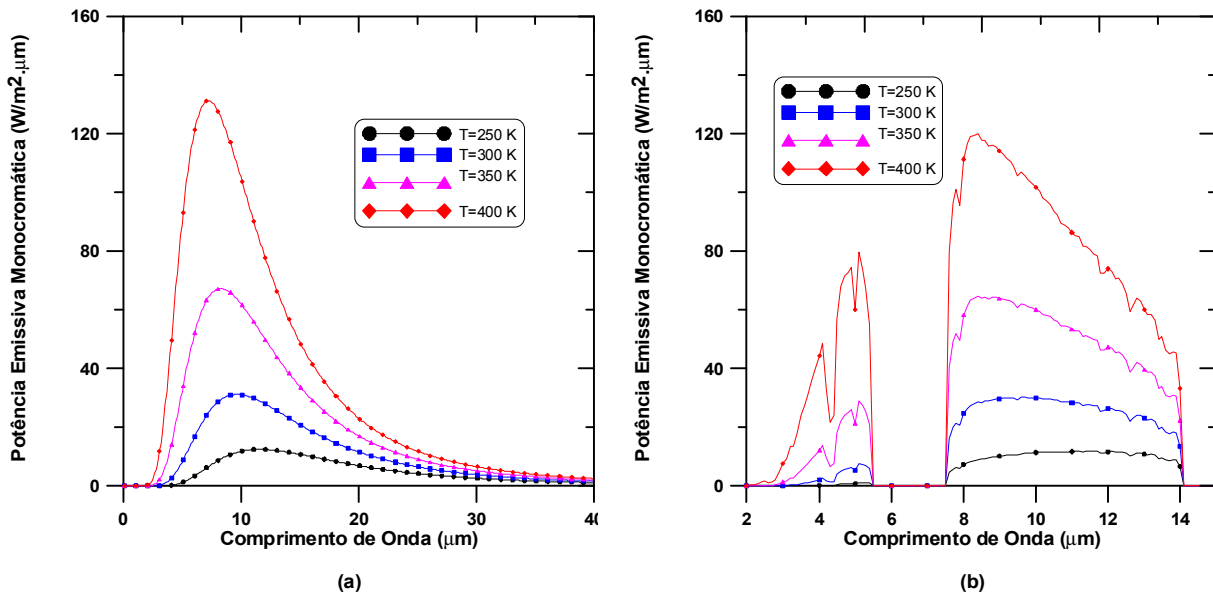 Potência Emissiva Monocromática (W/m².μm)
160
120
80
40
0
T=250 K
T=300 K
T=350 K
T=400 K
0
10
20
30
40
Comprimento de Onda (μm)
(a)
Potência Emissiva Monocromática (W/m².μm)
160
120
80
40
0
T=250 K
T=300 K
T=350 K
T=400 K
2
4
6
8
10
12
14
Comprimento de Onda (μm)
(b)